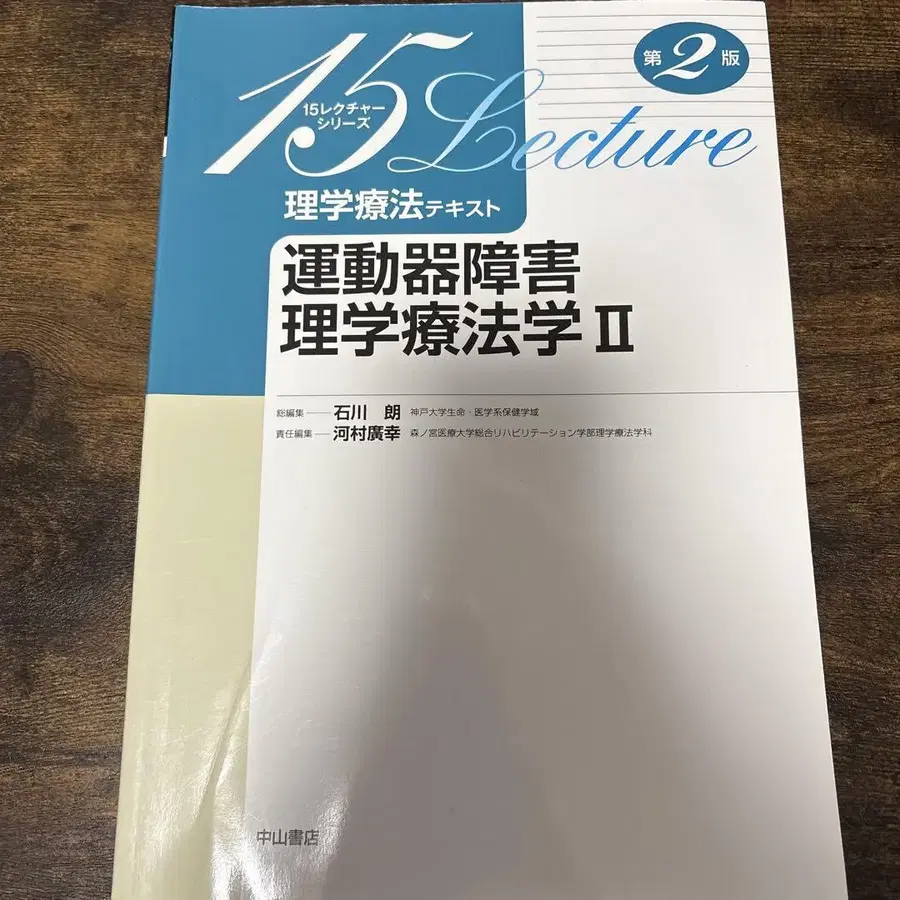 15 Lecture
15レクチャー
シリーズ
第2版
理学療法テキスト
運動器障害
理学療法学 II
総編集 石川 朗 神戸大学生命・医学系保健学域
責任編集 河村廣幸 森ノ宮医療大学総合リハビリテーション学部理学療法学科
中山書店